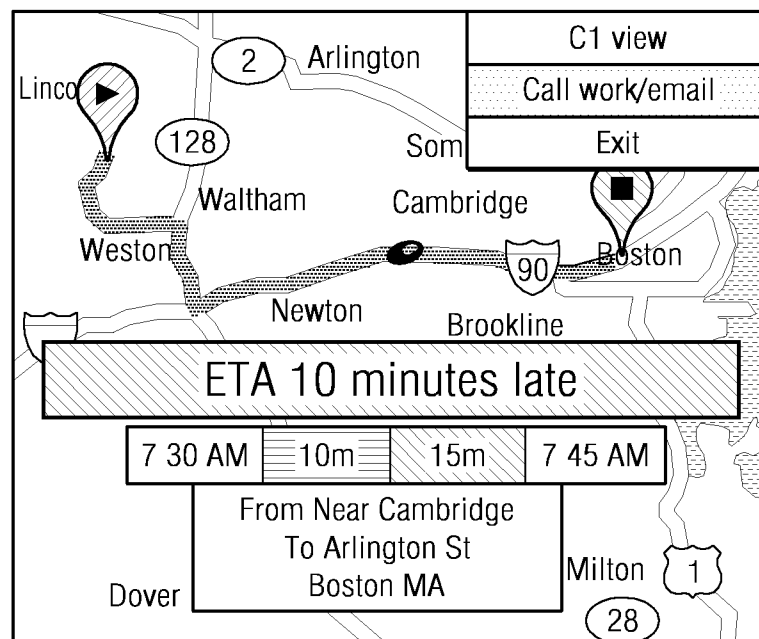 C1 view
Call work/email
Exit
2
Arlington
Linco
128
Som
Waltham
Cambridge
Weston
Boston
90
Newton
Brookline
ETA 10 minutes late
7 30 AM 10m 15m 7 45 AM
From Near Cambridge
To Arlington St
Boston MA
Dover
Milton
1
28